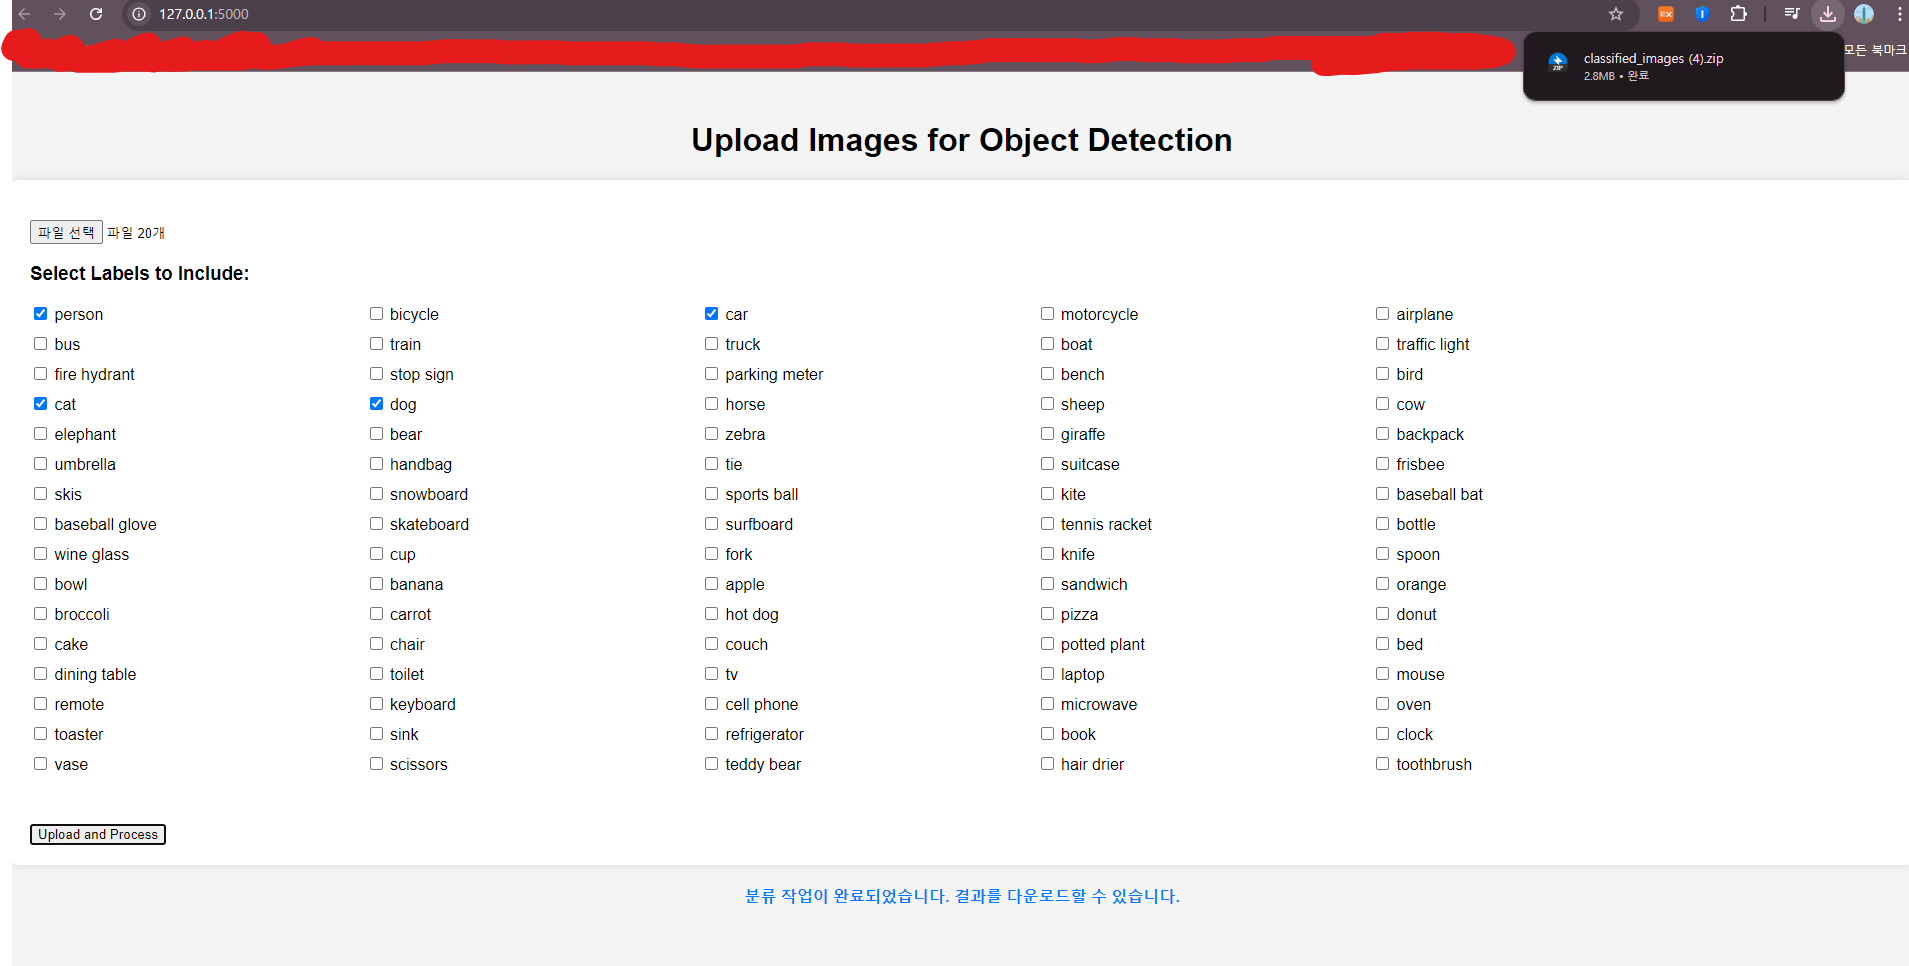 127.0.0.1:5000
모든 북마크
classified_images (4).zip
2.8MB • 완료
ZIP
Upload Images for Object Detection
파일 선택 파일 20개
Select Labels to Include:
person bicycle car motorcycle airplane
bus train truck boat traffic light
fire hydrant stop sign parking meter bench bird
cat dog horse sheep cow
elephant bear zebra giraffe backpack
umbrella handbag tie suitcase frisbee
skis snowboard sports ball kite baseball bat
baseball glove skateboard surfboard tennis racket bottle
wine glass cup fork knife spoon
bowl banana apple sandwich orange
broccoli carrot hot dog pizza donut
cake chair couch potted plant bed
dining table toilet tv laptop mouse
remote keyboard cell phone microwave oven
toaster sink refrigerator book clock
vase scissors teddy bear hair drier toothbrush
Upload and Process
분류 작업이 완료되었습니다. 결과를 다운로드할 수 있습니다.